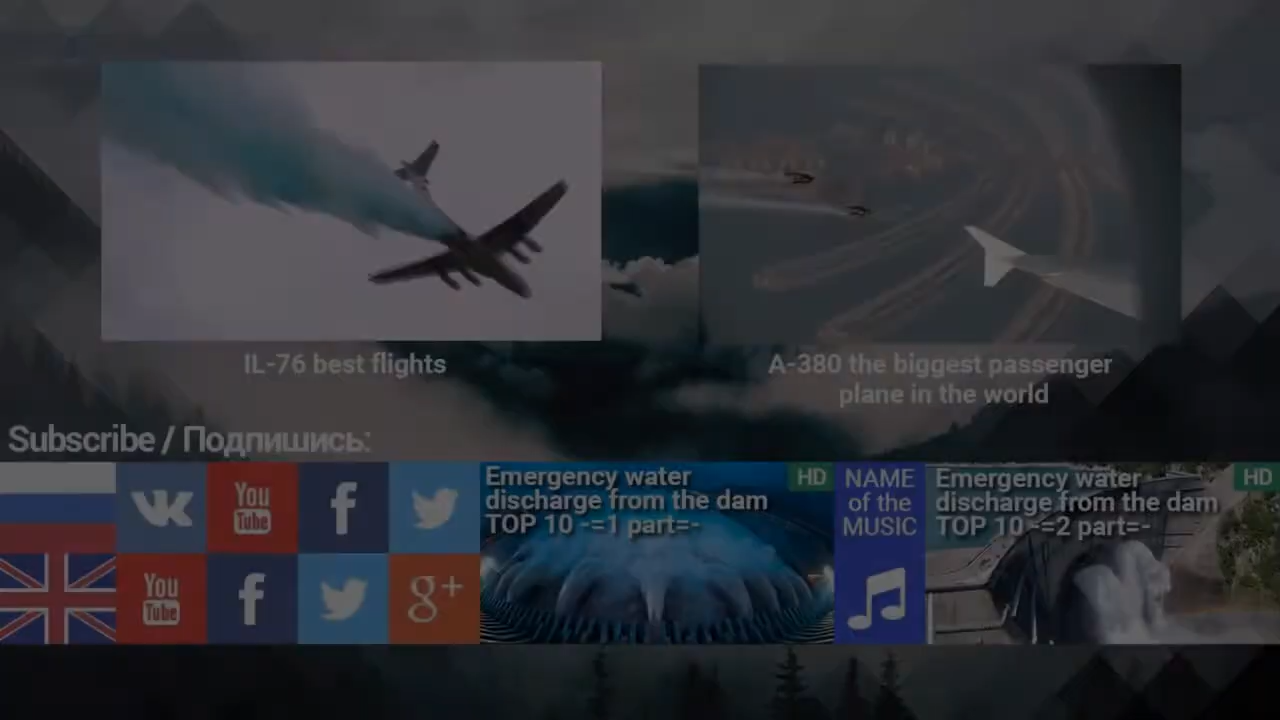 IL-76 best flights
A-380 the biggest passenger
plane in the world
Subscribe / Подпишись:
You
Tube
f
Emergency water
discharge from the dam
TOP 10 -=1 part=-
HD
NAME
of the
MUSIC
Emergency water
discharge from the dam
TOP 10 -=2 part=-
HD
You
Tube
f
g+